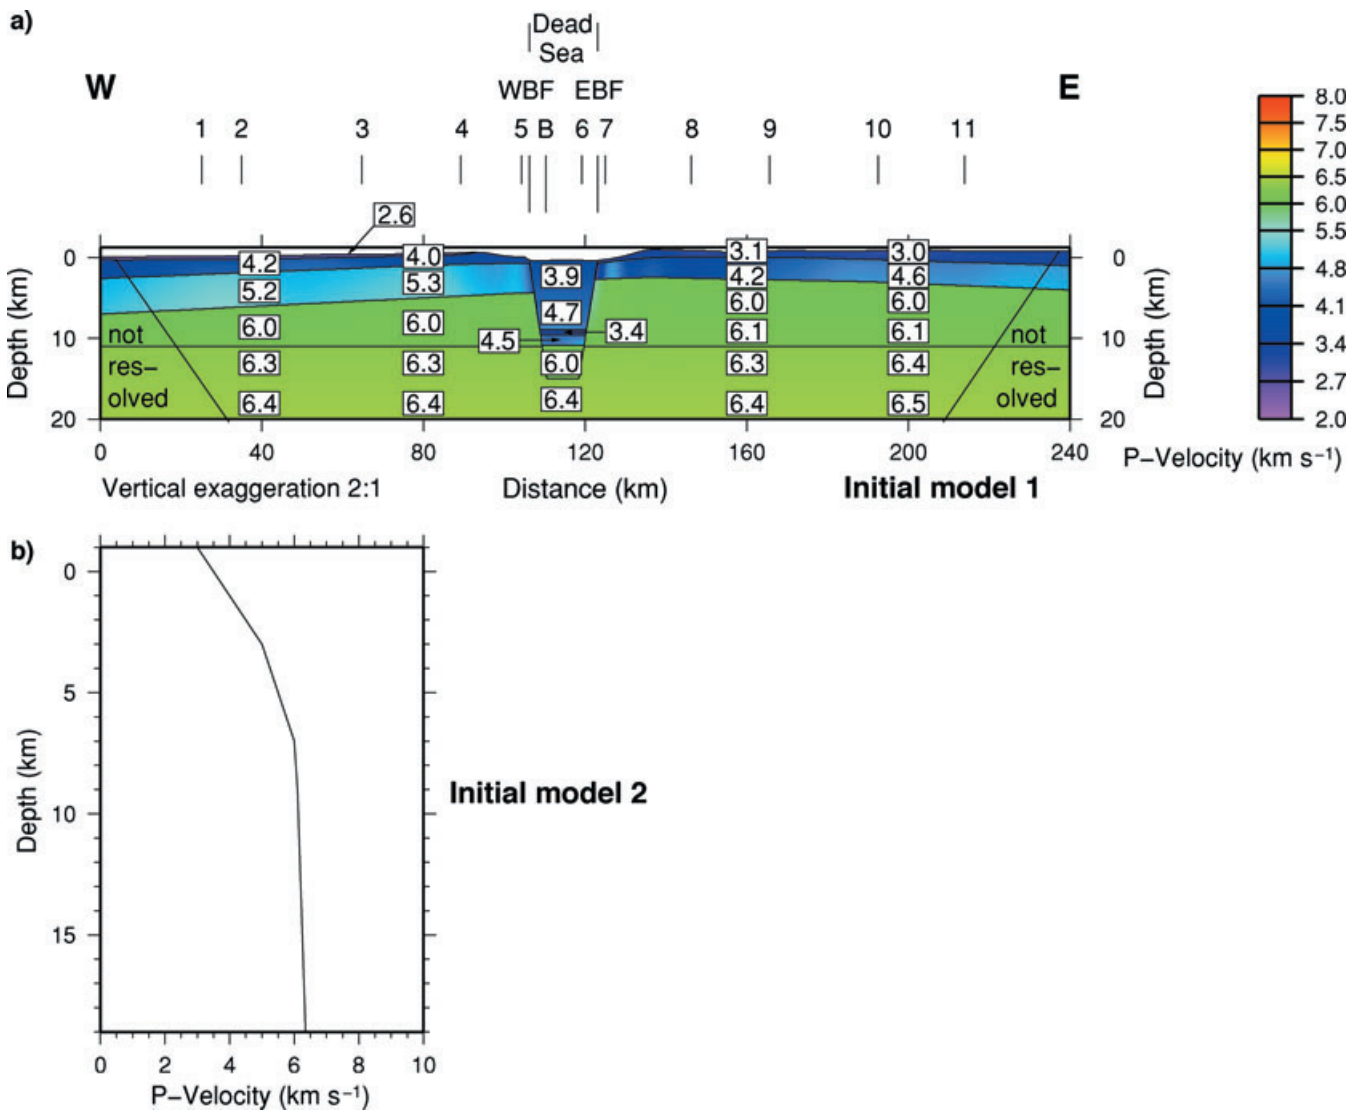 a)
Dead
Sea
W
WBF EBF
E
1 2 3 4 5 B 6 7 8 9 10 11
2.6
0 4.2 4.0 3.9 3.1 3.0 0
5.2 5.3 4.2 4.6
4.7 6.0 6.0
6.0 6.0
10 not 4.5 3.4 6.1 6.1 not 10
res– 6.3 6.3 6.0 6.3 6.4 res–
olved 6.4 6.4 6.4 6.4 6.5 olved
20 20
Depth (km)
Depth (km)
0 40 80 120 160 200 240
Vertical exaggeration 2:1 Distance (km) Initial model 1
8.0
7.5
7.0
6.5
6.0
5.5
4.8
4.1
3.4
2.7
2.0
P–Velocity (km s⁻¹)
b)
0
5
10
15
Depth (km)
Initial model 2
0 2 4 6 8 10
P–Velocity (km s⁻¹)